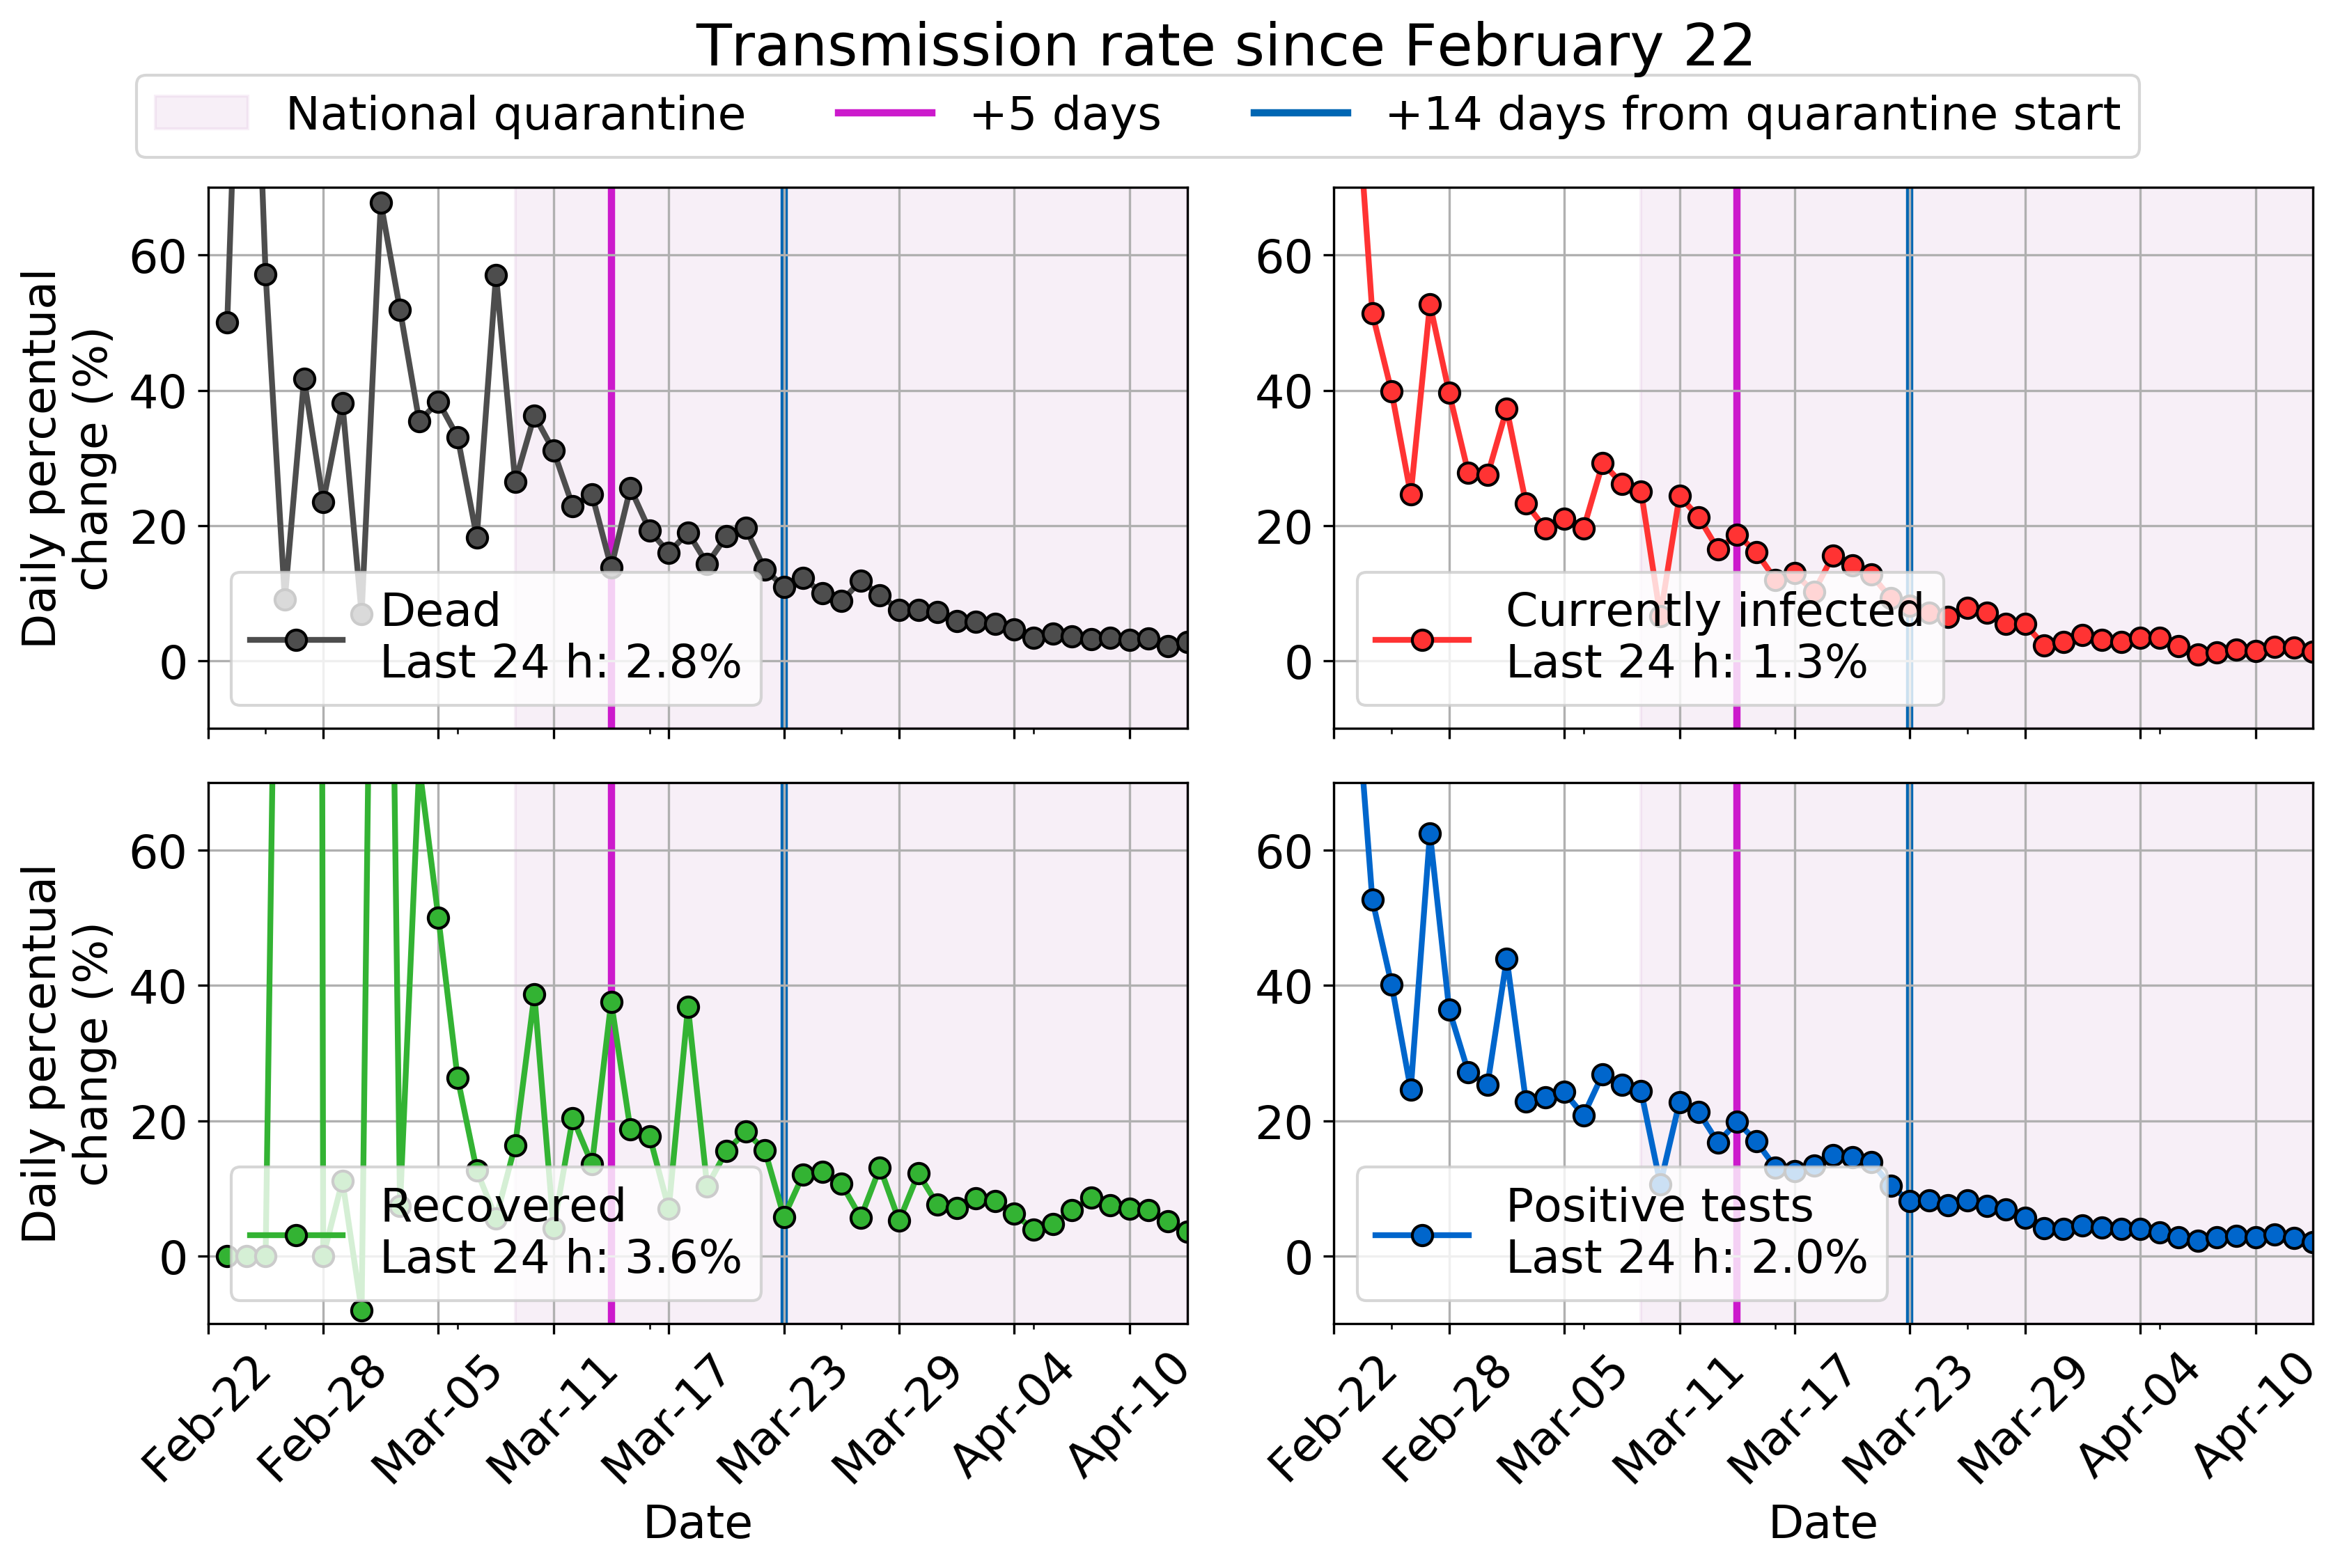 Transmission rate since February 22
National quarantine
+5 days
+14 days from quarantine start
Daily percentual
change (%)
60
40
20
0
Dead
Last 24 h: 2.8%
60
40
20
0
Currently infected
Last 24 h: 1.3%
Daily percentual
change (%)
60
40
20
0
Recovered
Last 24 h: 3.6%
60
40
20
0
Positive tests
Last 24 h: 2.0%
Feb-22
Feb-28
Mar-05
Mar-11
Mar-17
Mar-23
Mar-29
Apr-04
Apr-10
Date
Feb-22
Feb-28
Mar-05
Mar-11
Mar-17
Mar-23
Mar-29
Apr-04
Apr-10
Date